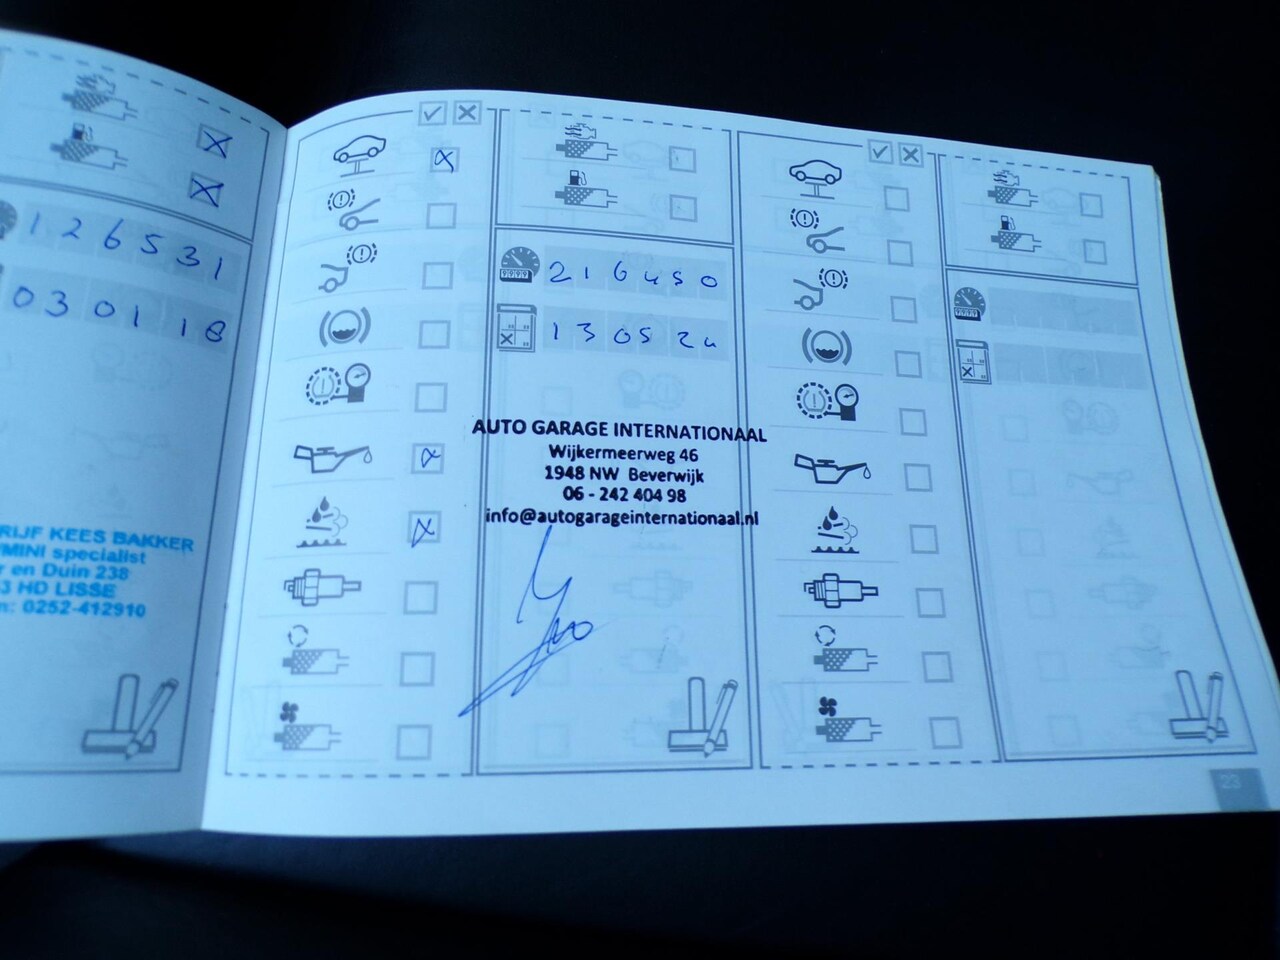 126531
030118
RIJF KEES BAKKER
/MINI specialist
r en Duin 238
3 HD LISSE
n: 0252-412910
216450
130524
AUTO GARAGE INTERNATIONAAL
Wijkermeerweg 46
1948 NW Beverwijk
06 - 242 404 98
info@autogarageinternationaal.nl
23